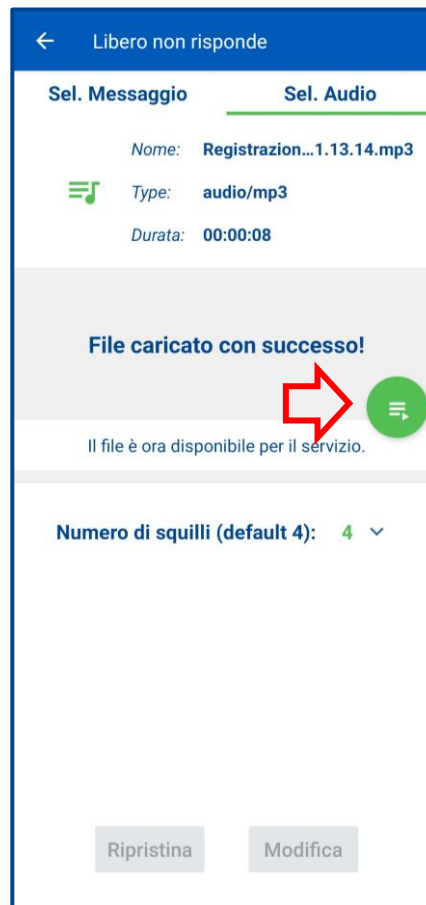 Libero non risponde
Sel. Messaggio Sel. Audio
Nome: Registrazion...1.13.14.mp3
Type: audio/mp3
Durata: 00:00:08
File caricato con successo!
Il file è ora disponibile per il servizio.
Numero di squilli (default 4): 4
Ripristina Modifica